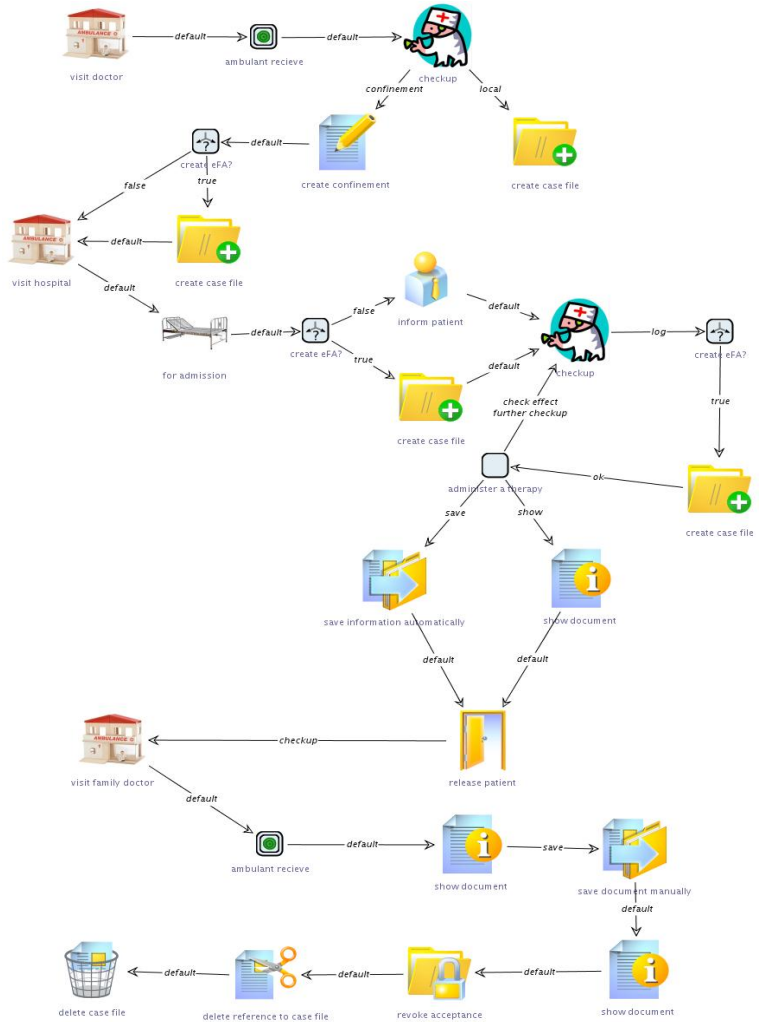 default
default
visit doctor
ambulant recieve
checkup
confinement
local
default
create eFA?
create confinement
create case file
false
true
AMBULANCE
default
visit hospital
create case file
default
false
default
inform patient
default
create eFA?
log
create eFA?
for admission
true
default
checkup
check effect
further checkup
true
create case file
administer a therapy
ok
save
show
create case file
save information automatically
show document
default
default
AMBULANCE
checkup
visit family doctor
release patient
default
default
save
ambulant recieve
show document
save document manually
default
default
default
default
delete case file
delete reference to case file
revoke acceptance
show document